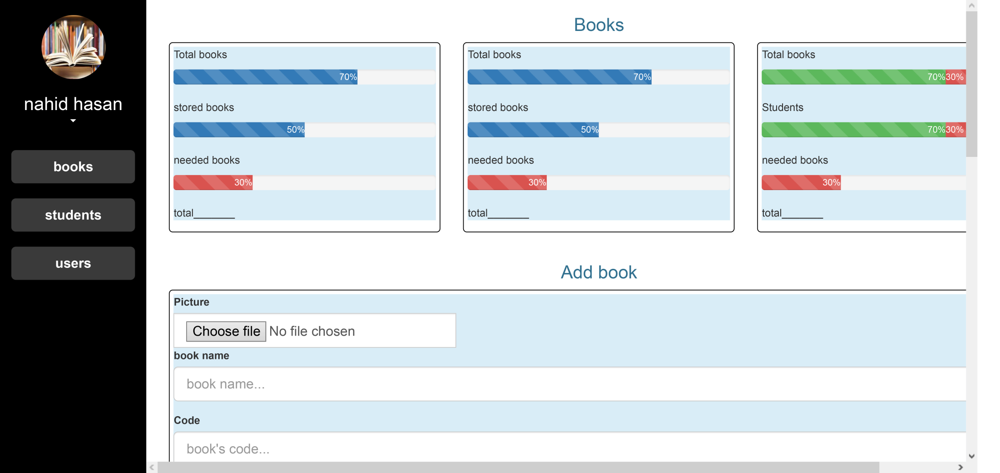 nahid hasan
books
students
users
Books
Total books
70%
stored books
50%
needed books
30%
total_______
Total books
70%
stored books
50%
needed books
30%
total_______
Total books
70%30%
Students
70%30%
needed books
30%
total_______
Add book
Picture
Choose file No file chosen
book name
book name...
Code
book's code...